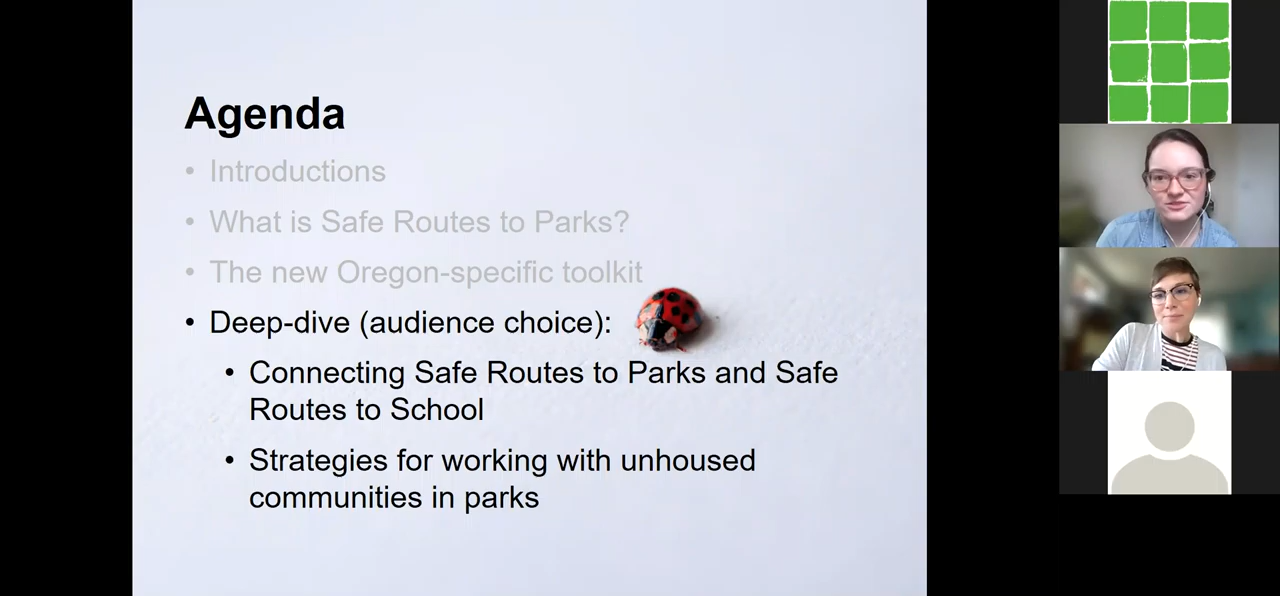 Agenda
• Introductions
• What is Safe Routes to Parks?
• The new Oregon-specific toolkit
• Deep-dive (audience choice):
• Connecting Safe Routes to Parks and Safe
Routes to School
• Strategies for working with unhoused
communities in parks